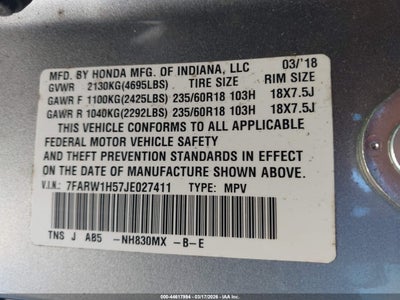 MFD. BY HONDA MFG. OF INDIANA, LLC 03/'18
GVWR 2130KG(4695LBS) TIRE SIZE RIM SIZE
GAWR F 1100KG(2425LBS) 235/60R18 103H 18X7.5J
GAWR R 1040KG(2292LBS) 235/60R18 103H 18X7.5J
THIS VEHICLE CONFORMS TO ALL APPLICABLE
FEDERAL MOTOR VEHICLE SAFETY
AND THEFT PREVENTION STANDARDS IN EFFECT
ON THE DATE OF MANUFACTURE SHOWN ABOVE.
V.I.N.: 7FARW1H57JE027411 TYPE: MPV
TNS J AB5 -NH830MX -B-E
000-44617984 - 03/17/2026 - IAAI